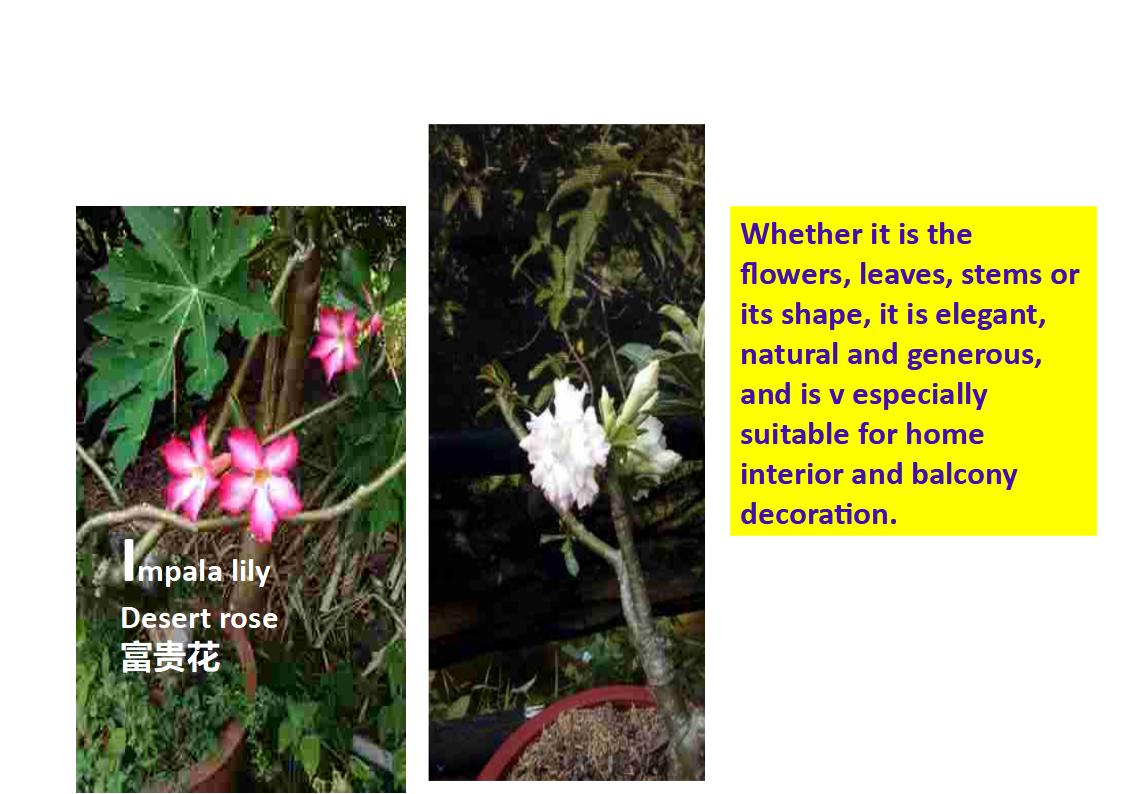 Impala lily
Desert rose
富贵花
Whether it is the
flowers, leaves, stems or
its shape, it is elegant,
natural and generous,
and is v especially
suitable for home
interior and balcony
decoration.